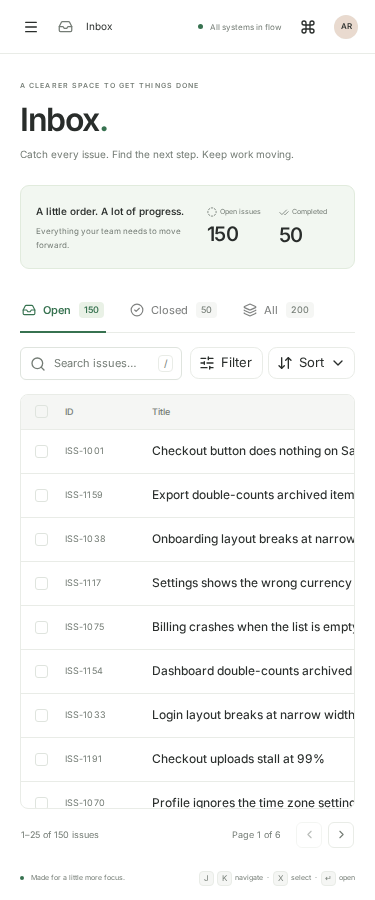 Inbox
All systems in flow
AR
A CLEARER SPACE TO GET THINGS DONE
Inbox.
Catch every issue. Find the next step. Keep work moving.
A little order. A lot of progress.
Everything your team needs to move
forward.
Open issues
150
Completed
50
Open 150
Closed 50
All 200
Search issues... /
Filter
Sort
ID Title
ISS-1001 Checkout button does nothing on Sa
ISS-1159 Export double-counts archived item
ISS-1038 Onboarding layout breaks at narrow
ISS-1117 Settings shows the wrong currency
ISS-1075 Billing crashes when the list is empty
ISS-1154 Dashboard double-counts archived
ISS-1033 Login layout breaks at narrow width
ISS-1191 Checkout uploads stall at 99%
ISS-1070 Profile ignores the time zone setting
1–25 of 150 issues
Page 1 of 6
Made for a little more focus.
J K navigate · X select · ↵ open